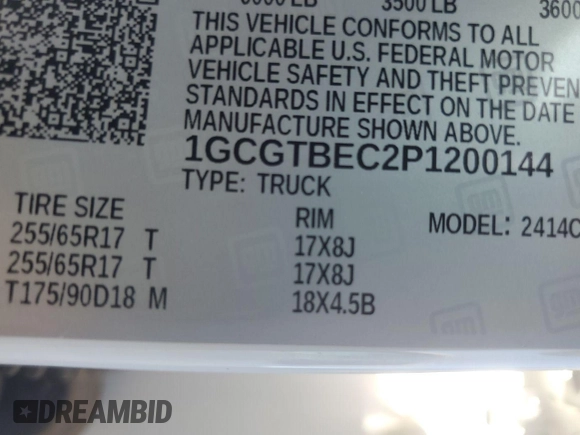 3500 LB
THIS VEHICLE CONFORMS TO ALL
APPLICABLE U.S. FEDERAL MOTOR
VEHICLE SAFETY AND THEFT PREVEN
STANDARDS IN EFFECT ON THE DATE
MANUFACTURE SHOWN ABOVE.
1GCGTBEC2P1200144
TYPE: TRUCK
TIRE SIZE RIM MODEL: 2414C
255/65R17 T 17X8J
255/65R17 T 17X8J
T175/90D18 M 18X4.5B
DREAMBID